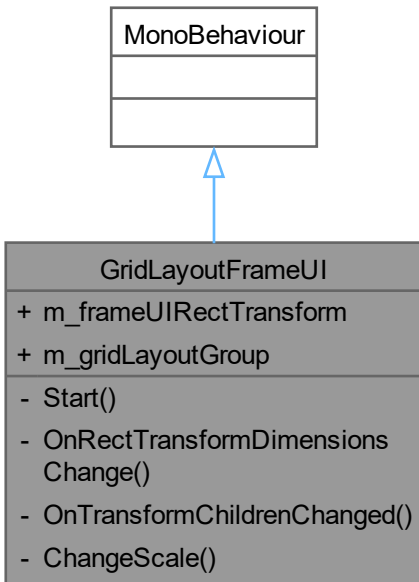 MonoBehaviour
GridLayoutFrameUI
+ m_frameUIRectTransform
+ m_gridLayoutGroup
- Start()
- OnRectTransformDimensions
Change()
- OnTransformChildrenChanged()
- ChangeScale()